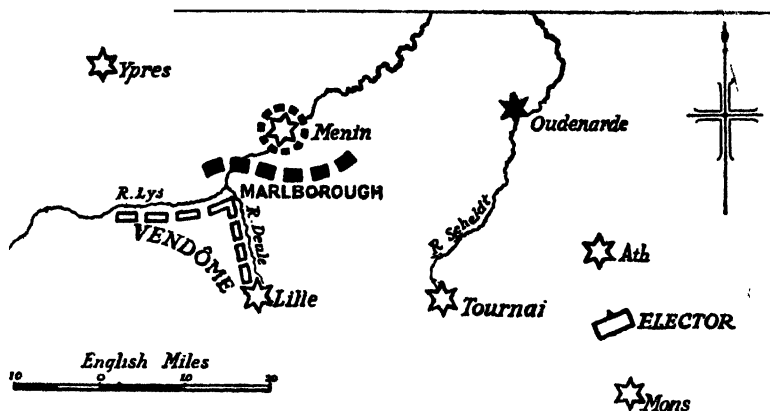 Ypres
Menin
Oudenarde
R. Lys
MARLBOROUGH
VENDÔME
R. Deule
R Scheldt
Lille
Tournai
Ath
ELECTOR
English Miles
10 0 10 20
Mons